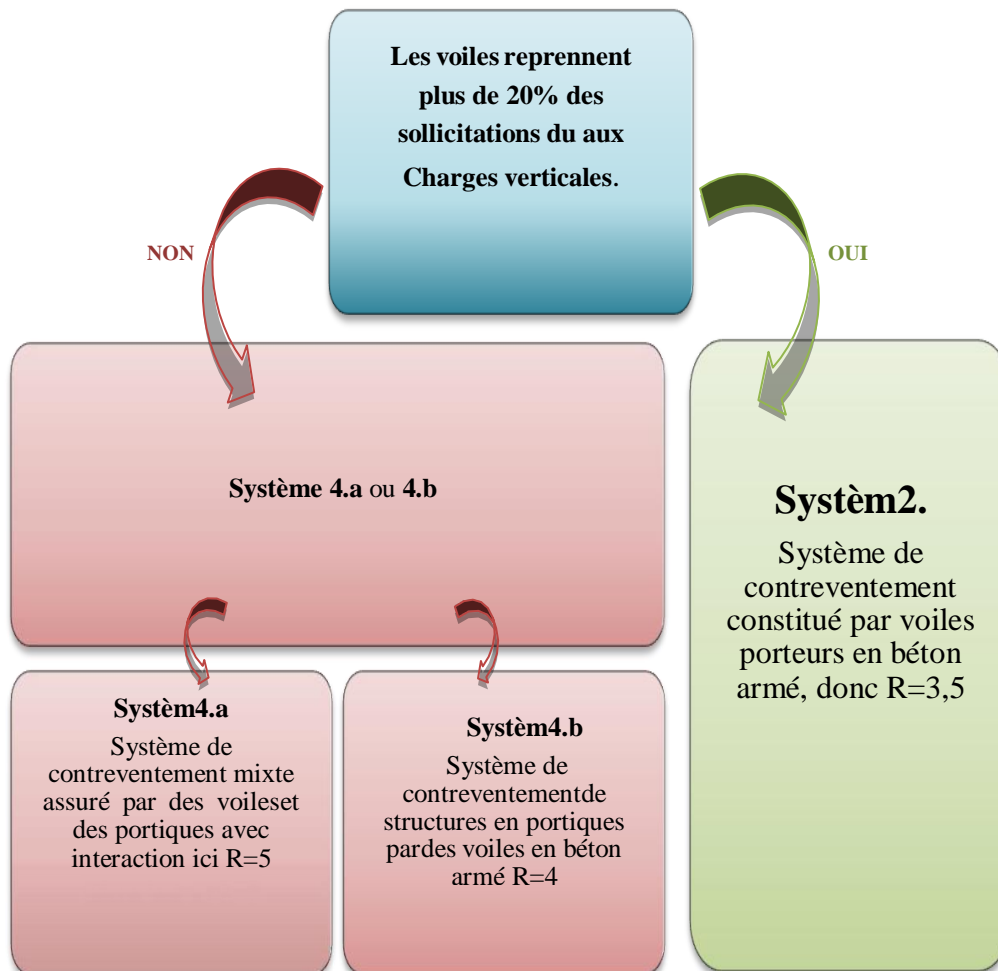 Les voiles reprennent
plus de 20% des
sollicitations du aux
Charges verticales.
NON
OUI
Système 4.a ou 4.b
Systèm2.
Système de
contreventement
constitué par voiles
porteurs en béton
armé, donc R=3,5
Systèm4.a
Système de
contreventement mixte
assuré par des voileset
des portiques avec
interaction ici R=5
Systèm4.b
Système de
contreventementde
structures en portiques
pardes voiles en béton
armé R=4